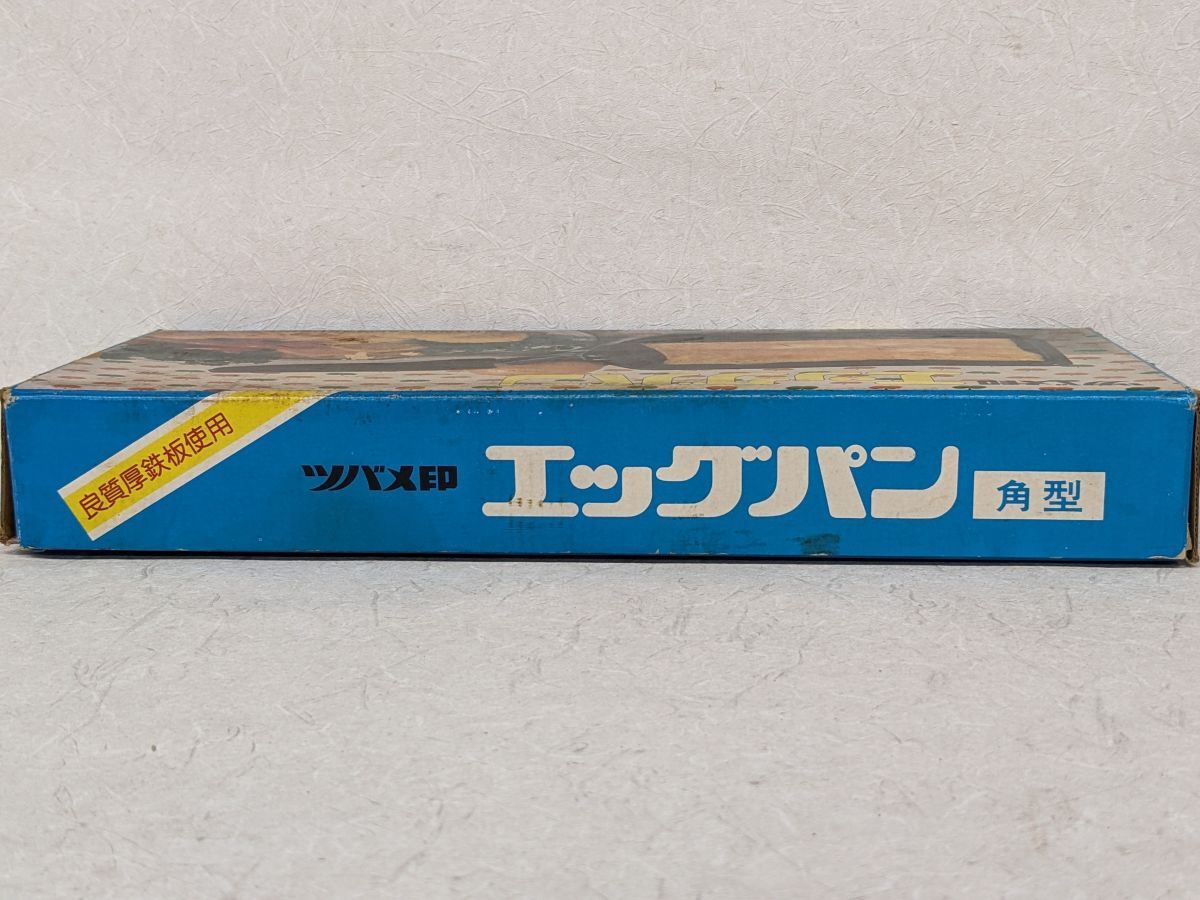 良質厚鉄板使用
ツバメ印
エッグパン
角型